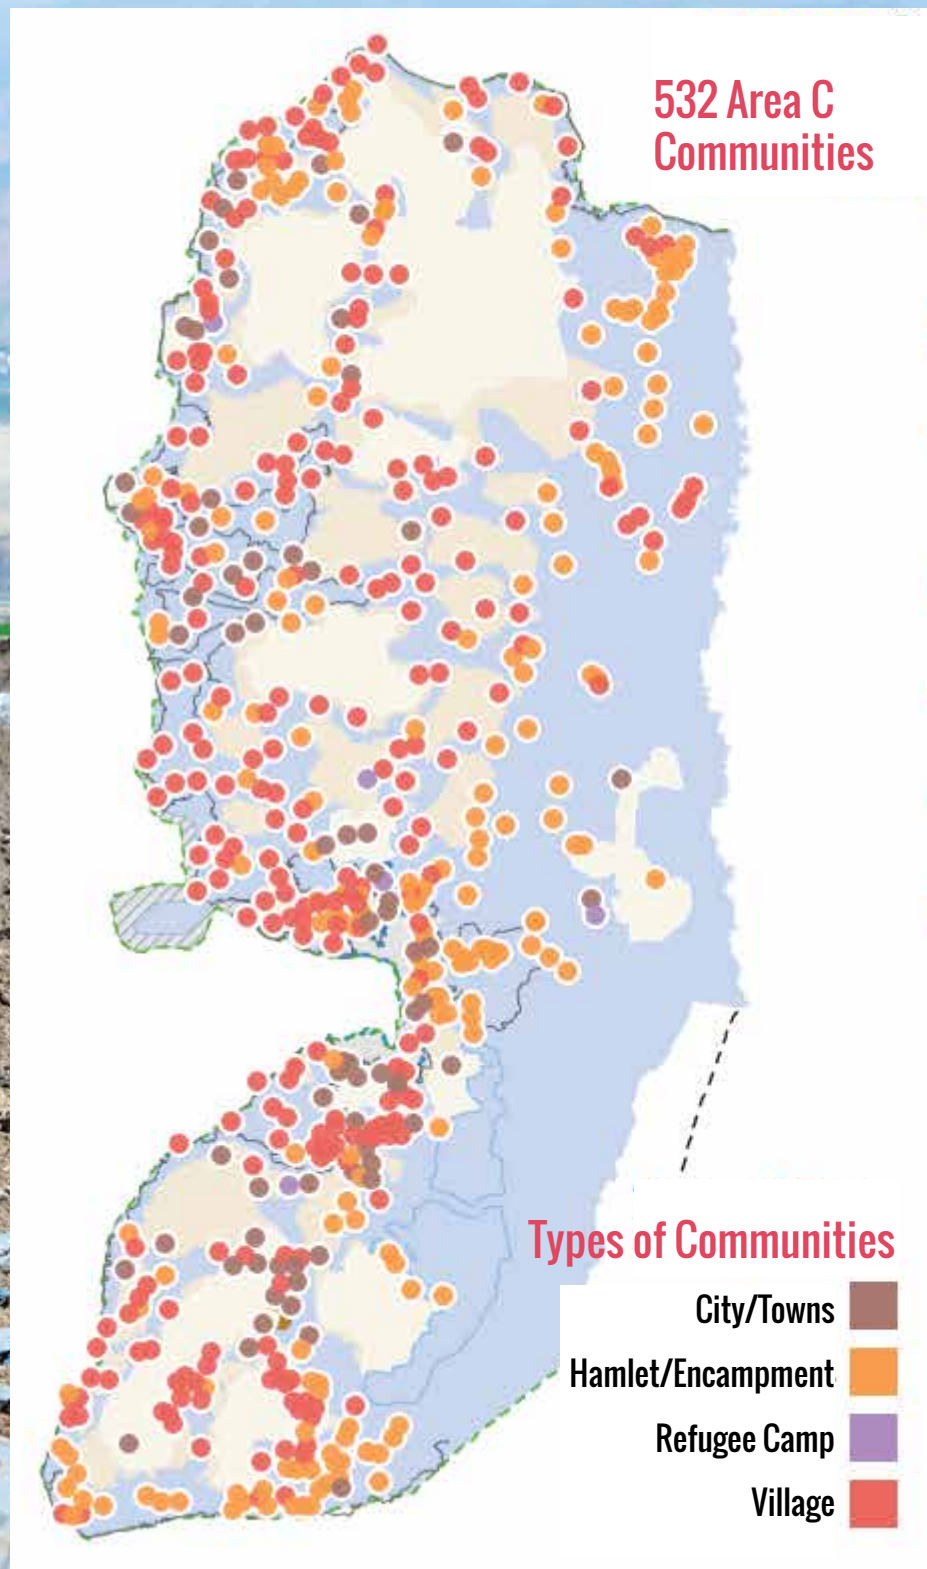 532 Area C
Communities
Types of Communities
City/Towns
Hamlet/Encampment
Refugee Camp
Village